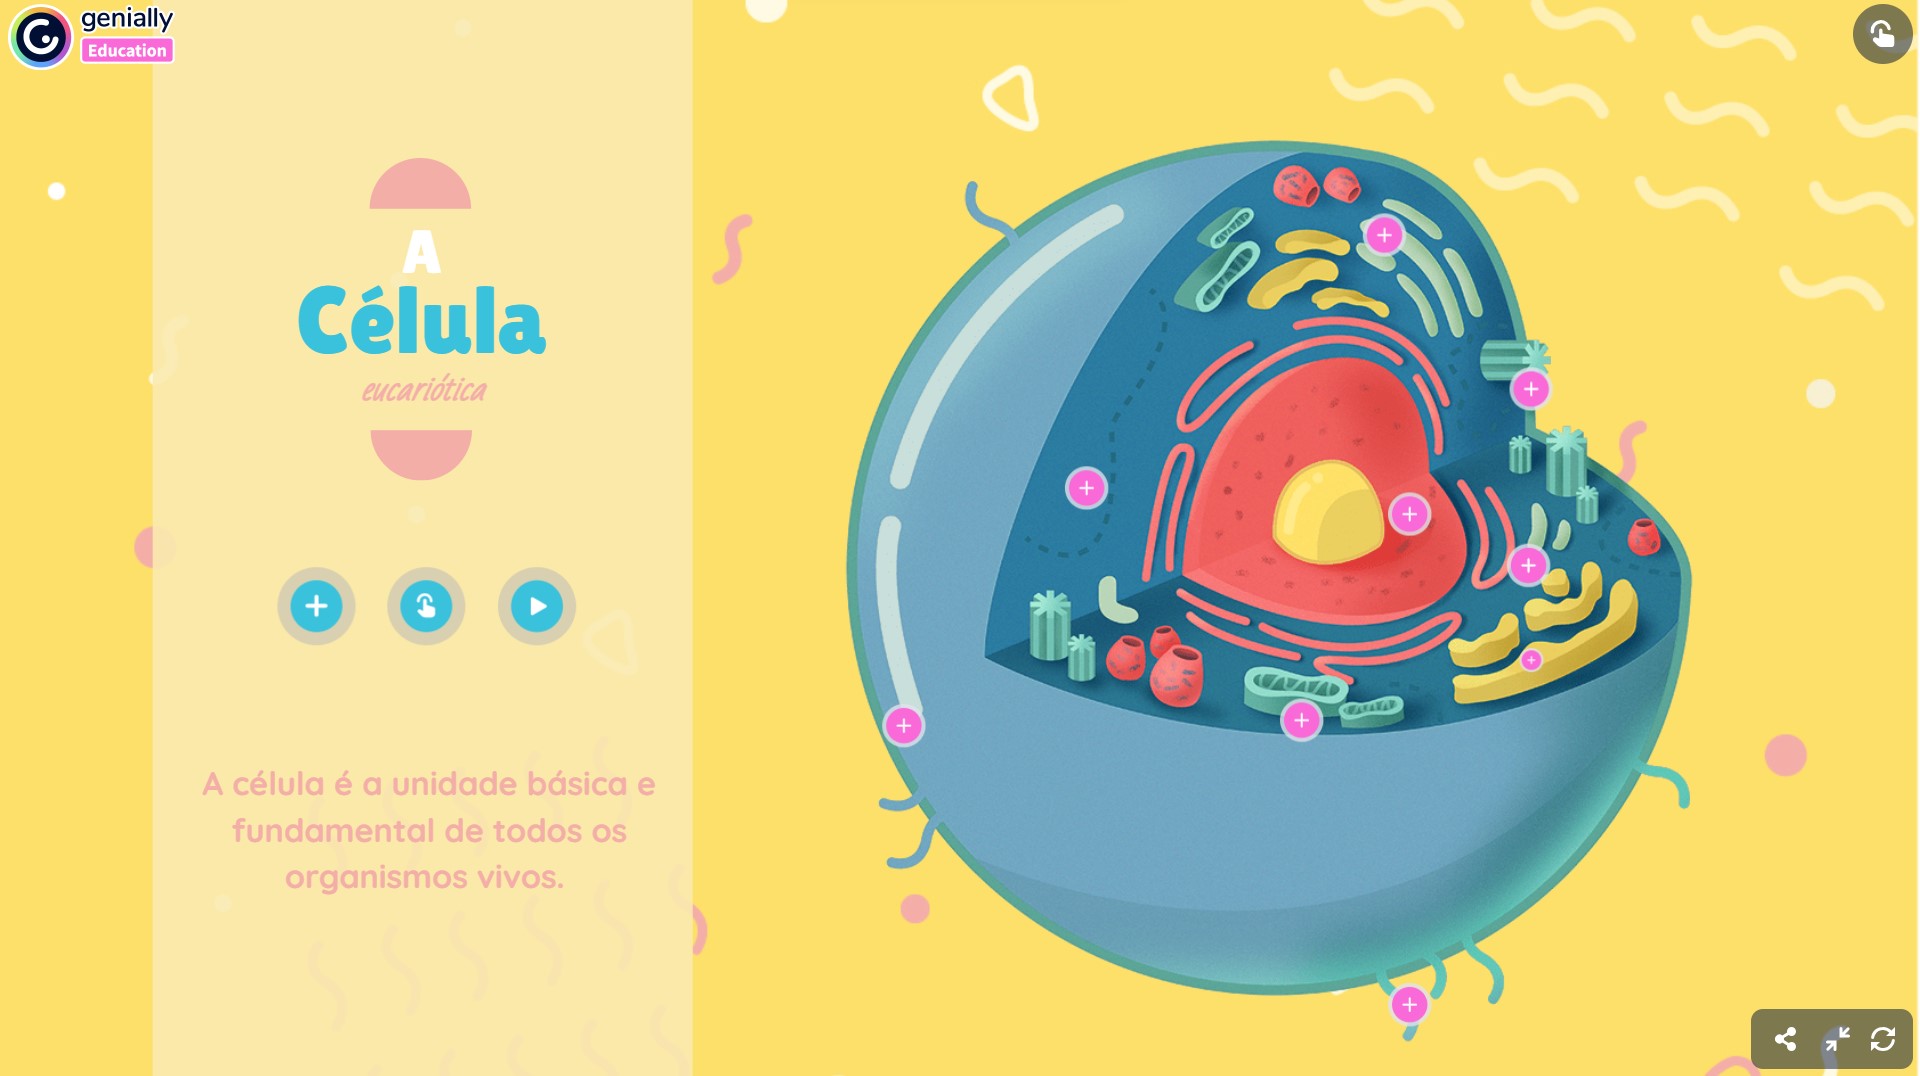 genially
Education
A
Célula
eucariótica
A célula é a unidade básica e
fundamental de todos os
organismos vivos.